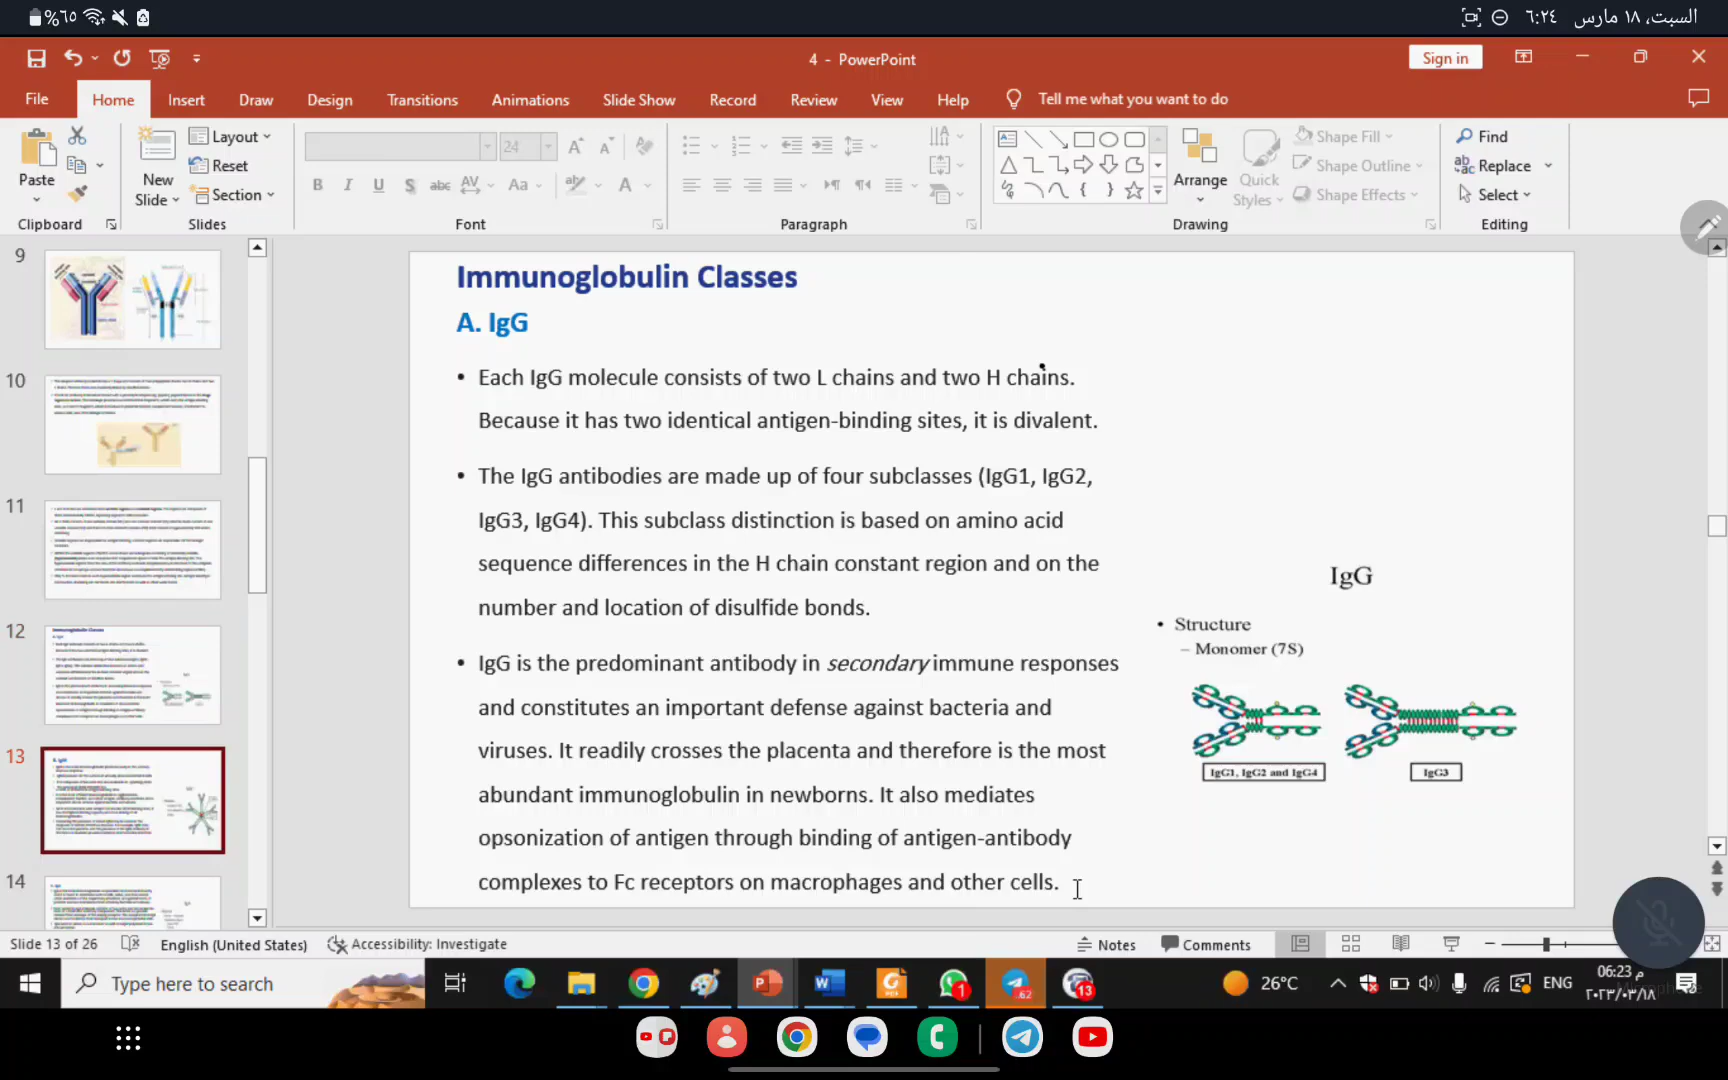 %٦٥
السبت، ١٨ مارس ٦:٢٤
4 - PowerPoint
Sign in
File Home Insert Draw Design Transitions Animations Slide Show Record Review View Help Tell me what you want to do
Paste
New Slide
Layout
Reset
Section
24
B I U S abc AV Aa A
Arrange
Quick Styles
Shape Fill
Shape Outline
Shape Effects
Find
Replace
Select
Clipboard Slides Font Paragraph Drawing Editing
9
10
11
12
13
14
Immunoglobulin Classes
A. IgG
• Each IgG molecule consists of two L chains and two H chains.
Because it has two identical antigen-binding sites, it is divalent.
• The IgG antibodies are made up of four subclasses (IgG1, IgG2,
IgG3, IgG4). This subclass distinction is based on amino acid
sequence differences in the H chain constant region and on the
number and location of disulfide bonds.
• IgG is the predominant antibody in secondary immune responses
and constitutes an important defense against bacteria and
viruses. It readily crosses the placenta and therefore is the most
abundant immunoglobulin in newborns. It also mediates
opsonization of antigen through binding of antigen-antibody
complexes to Fc receptors on macrophages and other cells.
IgG
• Structure
– Monomer (7S)
IgG1, IgG2 and IgG4
IgG3
Slide 13 of 26 English (United States) Accessibility: Investigate Notes Comments
Type here to search
1
62
13
26°C
ENG
06:23 م
٢٠٢٣/٠٣/١٨